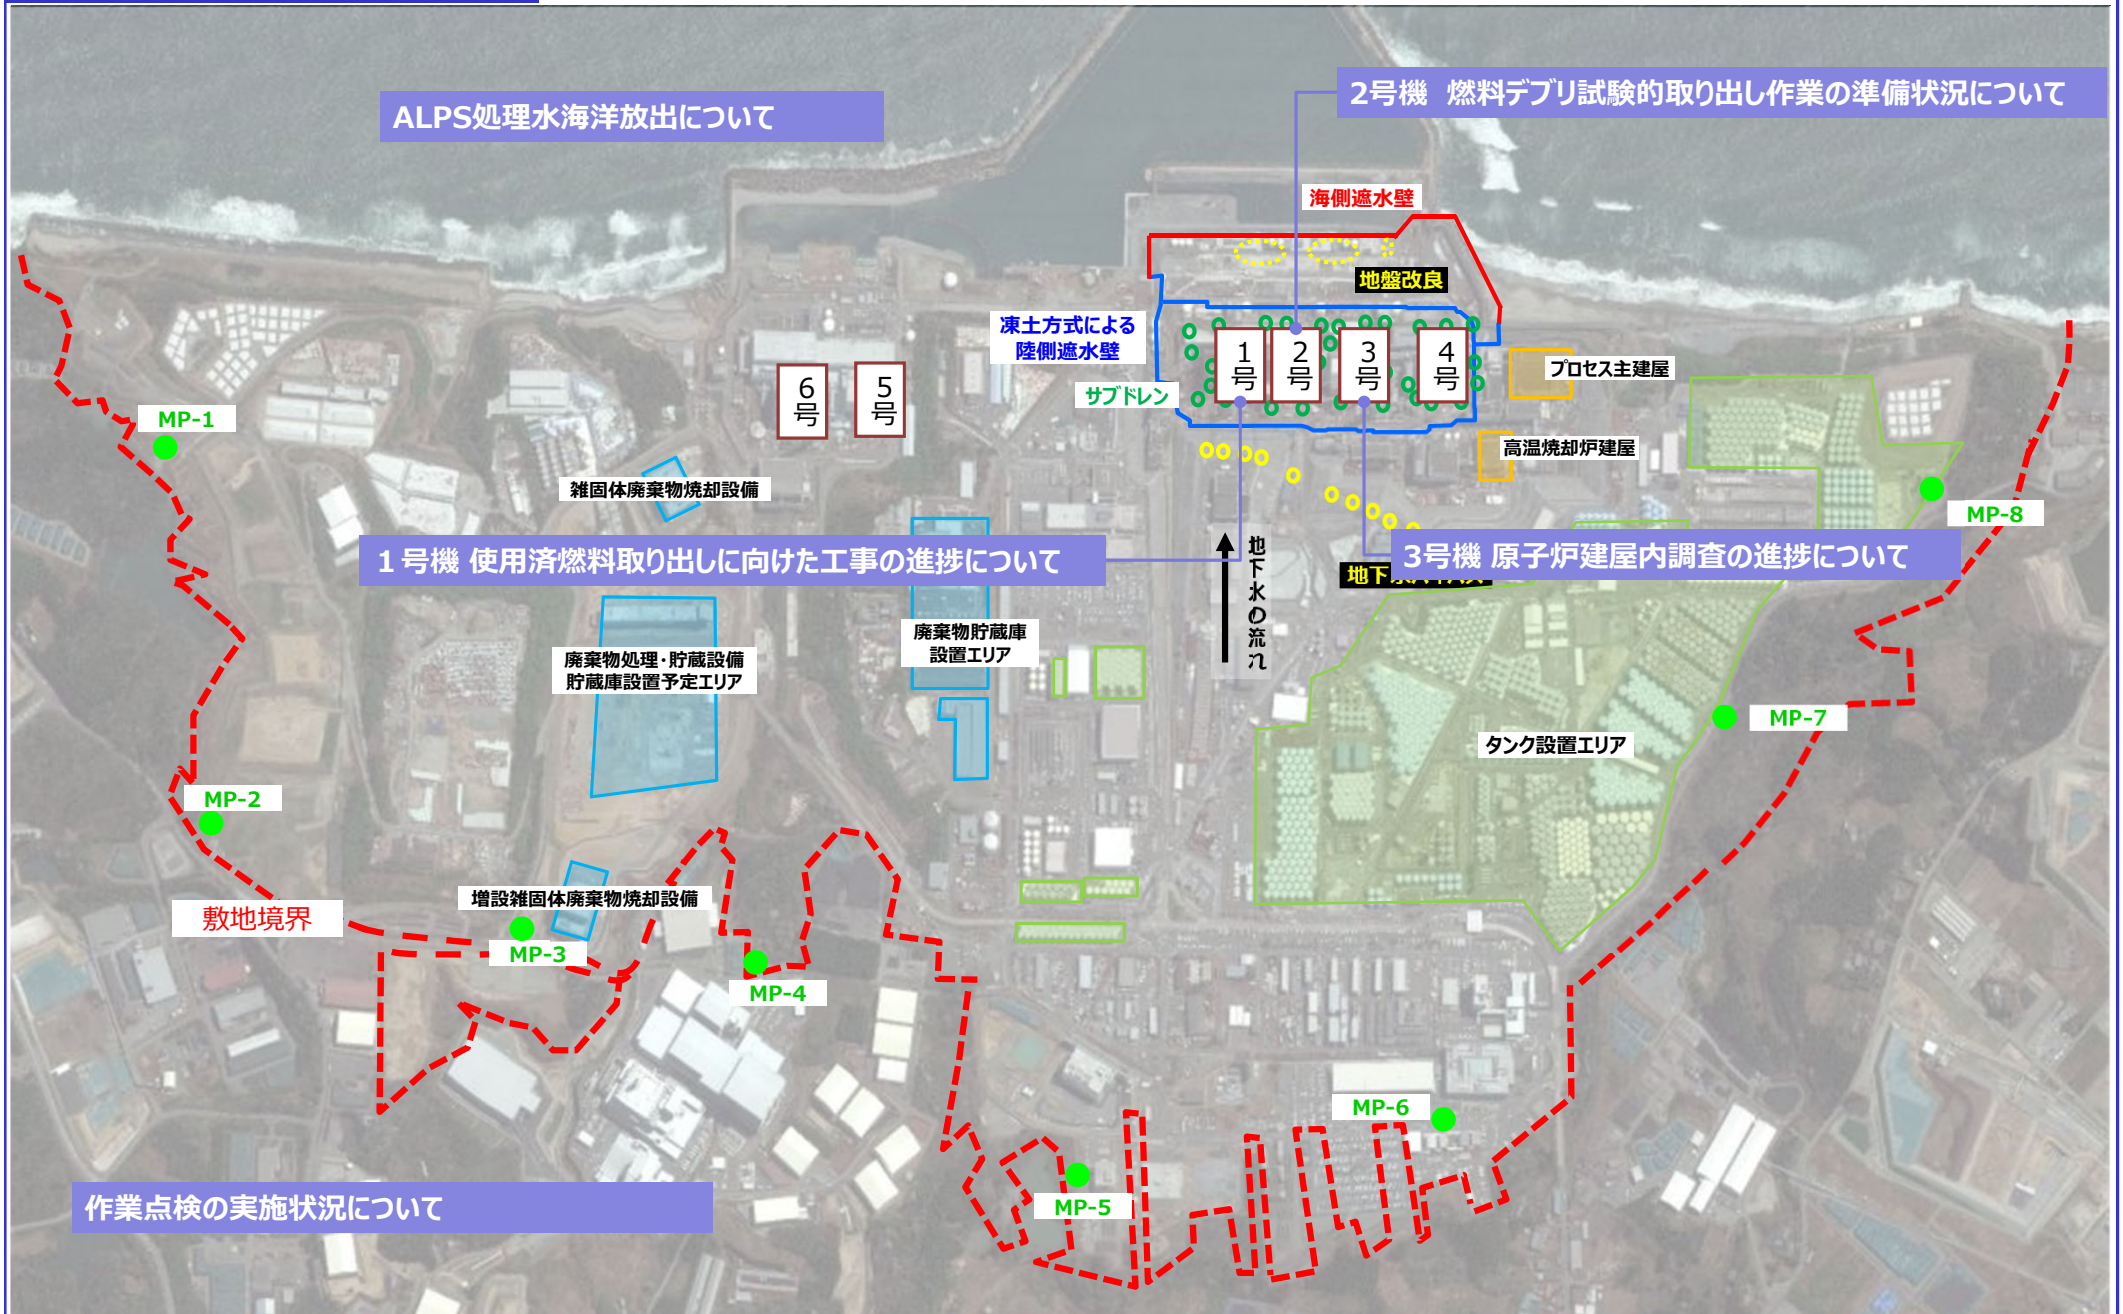 ALPS処理水海洋放出について
2号機 燃料デブリ試験的取り出し作業の準備状況について
海側遮水壁
地盤改良
凍土方式による
陸側遮水壁
サブドレン
1号
2号
3号
4号
プロセス主建屋
6号
5号
MP-1
高温焼却炉建屋
雑固体廃棄物焼却設備
MP-8
1号機 使用済燃料取り出しに向けた工事の進捗について
地下水の流れ
3号機 原子炉建屋内調査の進捗について
廃棄物貯蔵庫
設置エリア
廃棄物処理・貯蔵設備
貯蔵庫設置予定エリア
MP-7
タンク設置エリア
MP-2
増設雑固体廃棄物焼却設備
敷地境界
MP-3
MP-4
MP-6
MP-5
作業点検の実施状況について